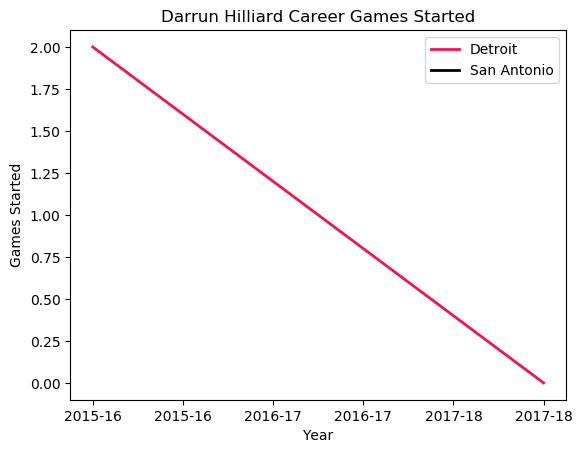 Darrun Hilliard Career Games Started
Detroit
San Antonio
2.00
1.75
1.50
1.25
1.00
0.75
0.50
0.25
0.00
Games Started
2015-16 2015-16 2016-17 2016-17 2017-18 2017-18
Year